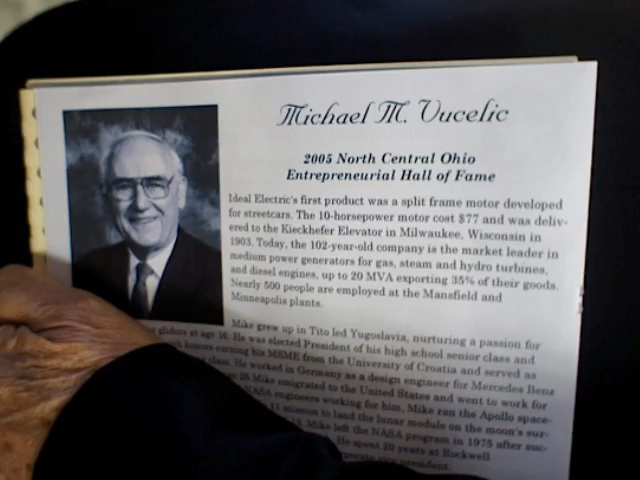 Michael M. Vucelic
2005 North Central Ohio
Entrepreneurial Hall of Fame
Ideal Electric's first product was a split frame motor developed
for streetcars. The 10-horsepower motor cost $77 and was deliv-
ered to the Kieckhefer Elevator in Milwaukee, Wisconsin in
1903. Today, the 102-year-old company is the market leader in
medium power generators for gas, steam and hydro turbines,
and diesel engines, up to 20 MVA exporting 35% of their goods.
Nearly 500 people are employed at the Mansfield and
Minneapolis plants.
Mike grew up in Tito led Yugoslavia, nurturing a passion for
gliders at age 16. He was elected President of his high school senior class and
honors earning his MSME from the University of Croatia and served as
class. He worked in Germany as a design engineer for Mercedes Benz
26 Mike emigrated to the United States and went to work for
NASA engineers working for him, Mike ran the Apollo space-
11 mission to land the lunar module on the moon's sur-
Mike left the NASA program in 1975 after suc-
He spent 20 years at Rockwell
president.